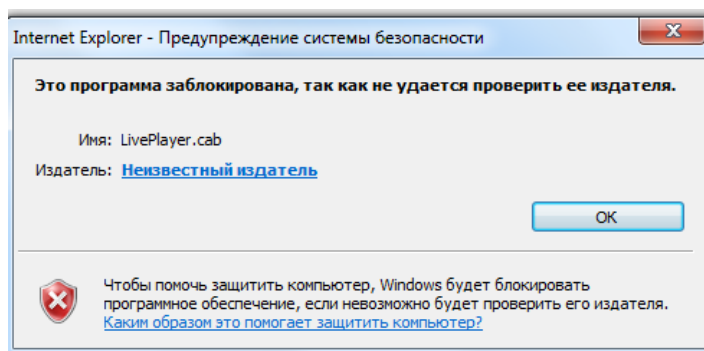 Internet Explorer - Предупреждение системы безопасности
Это программа заблокирована, так как не удается проверить ее издателя.
Имя: LivePlayer.cab
Издатель: Неизвестный издатель
OK
Чтобы помочь защитить компьютер, Windows будет блокировать
программное обеспечение, если невозможно будет проверить его издателя.
Каким образом это помогает защитить компьютер?